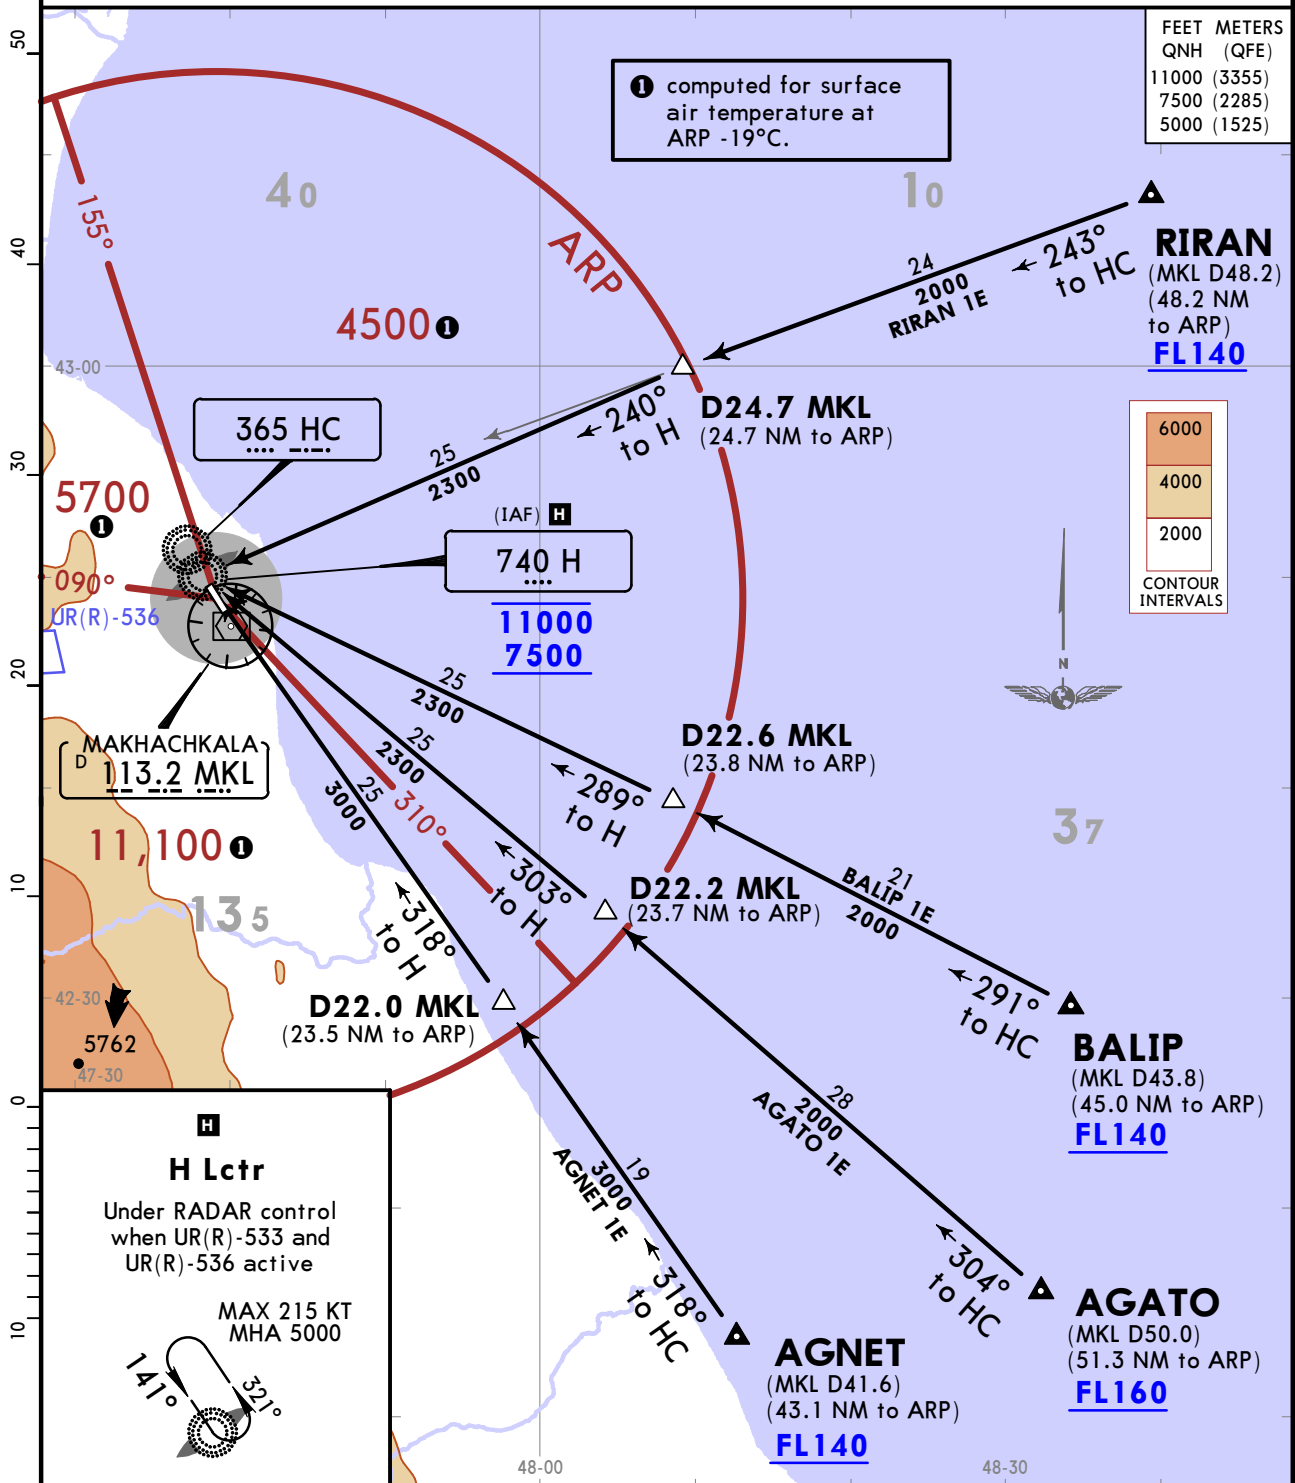 50
40
30
20
10
0
10
FEET METERS
QNH (QFE)
11000 (3355)
7500 (2285)
5000 (1525)
1 computed for surface
air temperature at
ARP -19°C.
40
10
155°
ARP
4500 1
24
2000
RIRAN 1E
243°
to HC
RIRAN
(MKL D48.2)
(48.2 NM
to ARP)
FL140
43-00
365 HC
240°
to H
D24.7 MKL
(24.7 NM to ARP)
25
2300
5700
1
(IAF) H
740 H
11000
7500
090°
UR(R)-536
6000
4000
2000
CONTOUR
INTERVALS
N
MAKHACHKALA
D 113.2 MKL
25
2300
25
2300
25
3000
310°
D22.6 MKL
(23.8 NM to ARP)
289°
to H
37
11,100 1
135
303°
to H
D22.2 MKL
(23.7 NM to ARP)
21
BALIP 1E
2000
318°
to H
D22.0 MKL
(23.5 NM to ARP)
291°
to HC
BALIP
(MKL D43.8)
(45.0 NM to ARP)
FL140
42-30
5762
47-30
28
2000
AGATO 1E
19
3000
AGNET 1E
304°
to HC
AGATO
(MKL D50.0)
(51.3 NM to ARP)
FL160
318°
to HC
AGNET
(MKL D41.6)
(43.1 NM to ARP)
FL140
H
H Lctr
Under RADAR control
when UR(R)-533 and
UR(R)-536 active
MAX 215 KT
MHA 5000
141°
321°
48-00
48-30